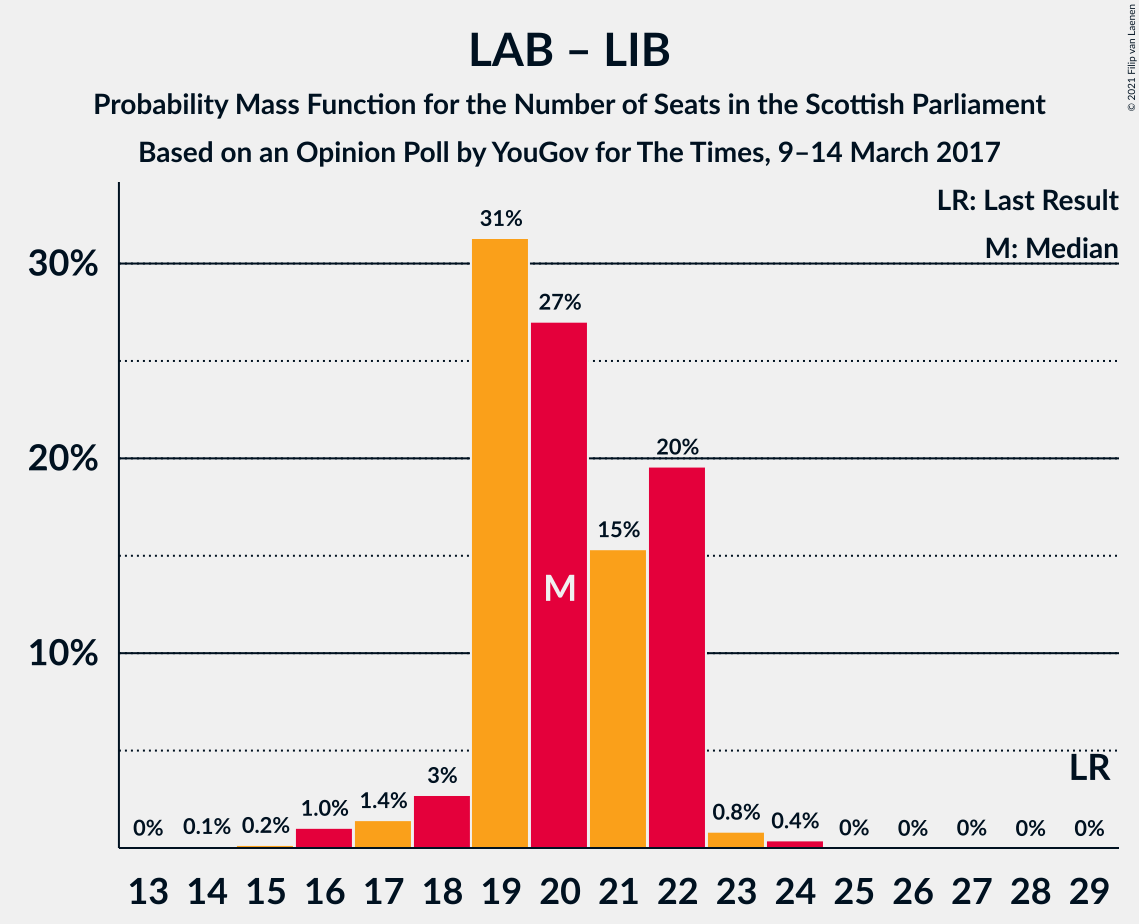 LAB – LIB
Probability Mass Function for the Number of Seats in the Scottish Parliament
Based on an Opinion Poll by YouGov for The Times, 9–14 March 2017
© 2021 Filip van Laenen
LR: Last Result
M: Median
30%
20%
10%
0%
0.1%
0.2%
1.0%
1.4%
3%
31%
27%
15%
20%
0.8%
0.4%
0%
0%
0%
0%
0%
M
LR
13 14 15 16 17 18 19 20 21 22 23 24 25 26 27 28 29